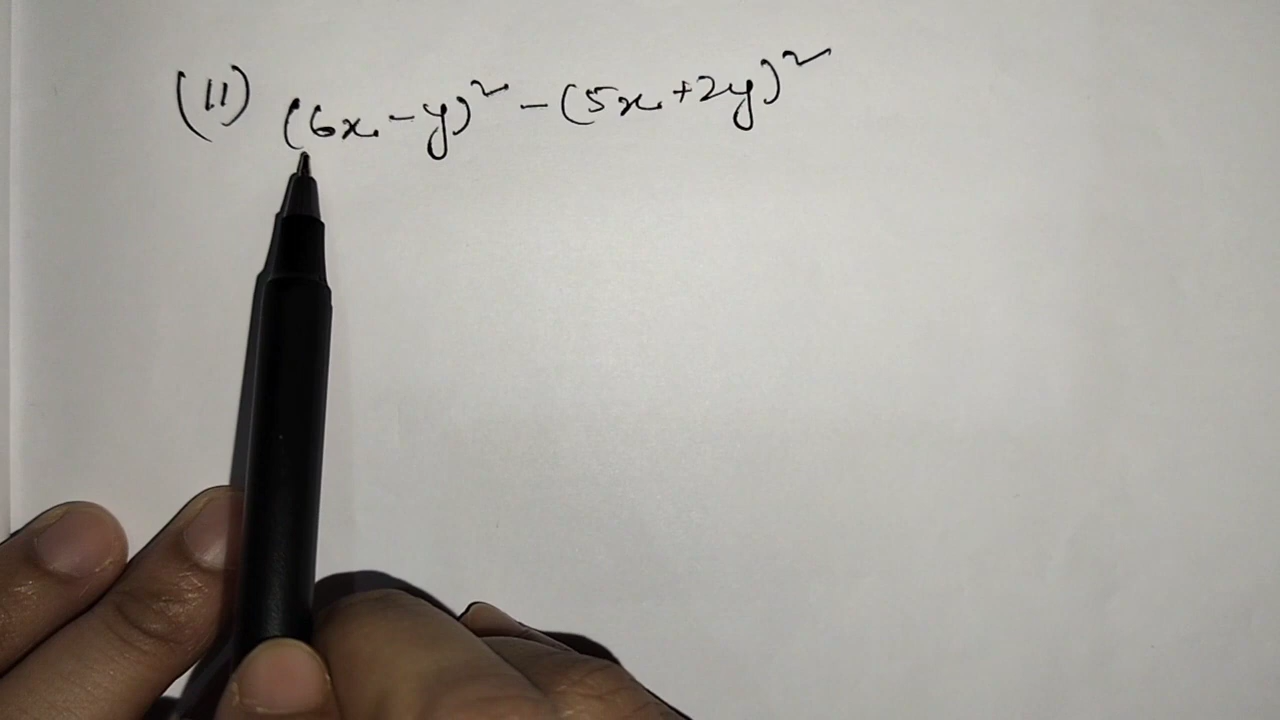 (11) (6x-y)² - (5x+2y)²